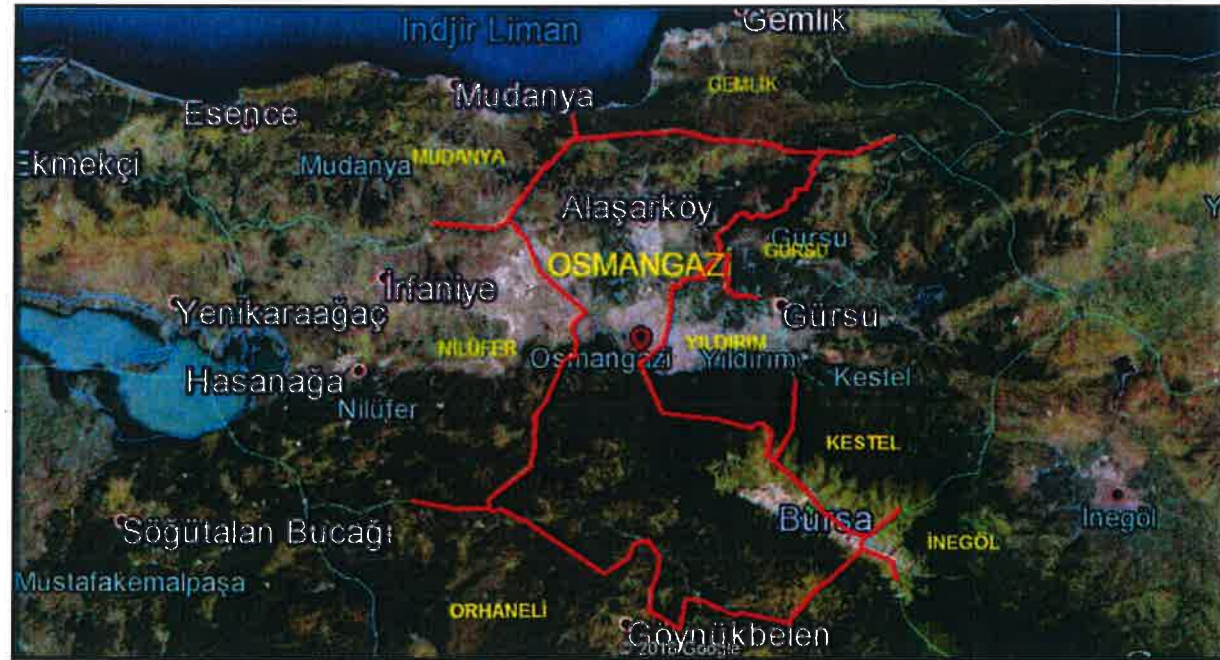 Indjir Liman
Gemlik
GEMLİK
Mudanya
Esence
Ekmekçi
Mudanya
MUDANYA
Alaşarköy
Gürsu
GÜRSU
OSMANGAZİ
İrfaniye
Yenikaraağaç
Gürsu
NİLÜFER
Osmangazi
YILDIRIM
Yıldırım
Hasanağa
Kestel
Nilüfer
KESTEL
Bursa
İnegöl
Söğütalan Bucağı
İNEGÖL
Mustafakemalpaşa
ORHANELİ
Göynükbelen
Google